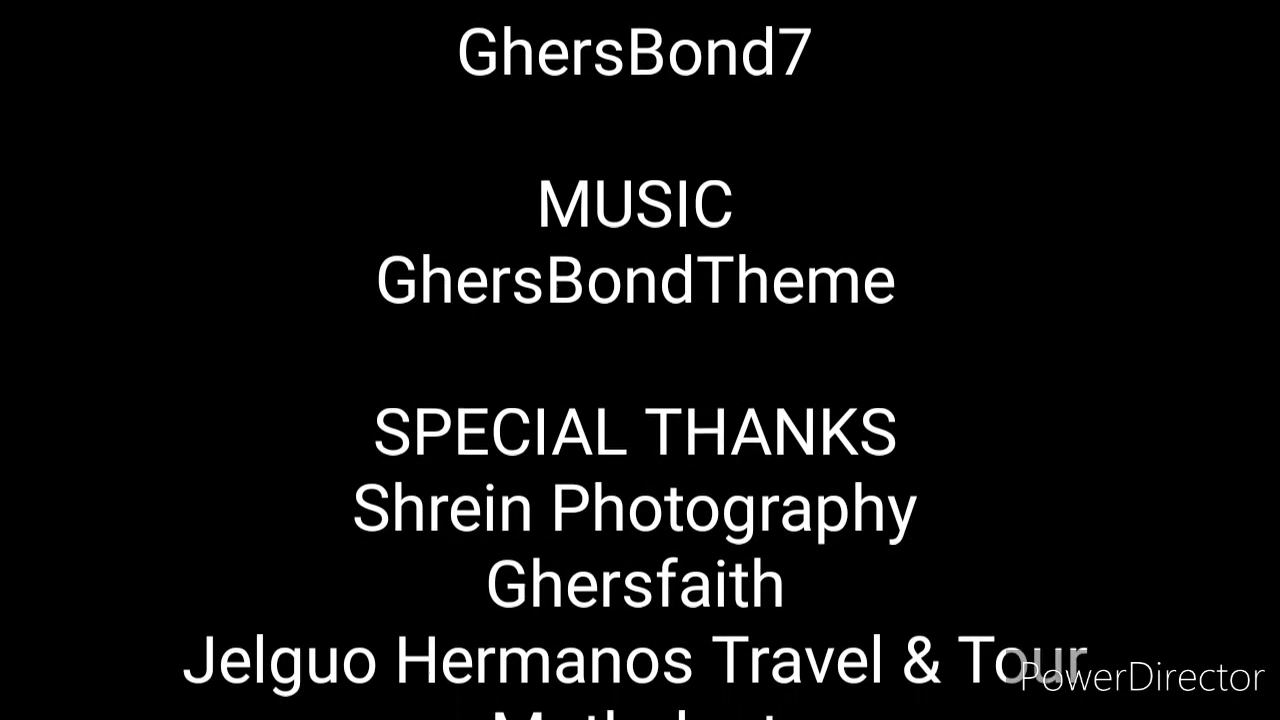 GhersBond7
MUSIC
GhersBondTheme
SPECIAL THANKS
Shrein Photography
Ghersfaith
Jelguo Hermanos Travel & Tour
PowerDirector